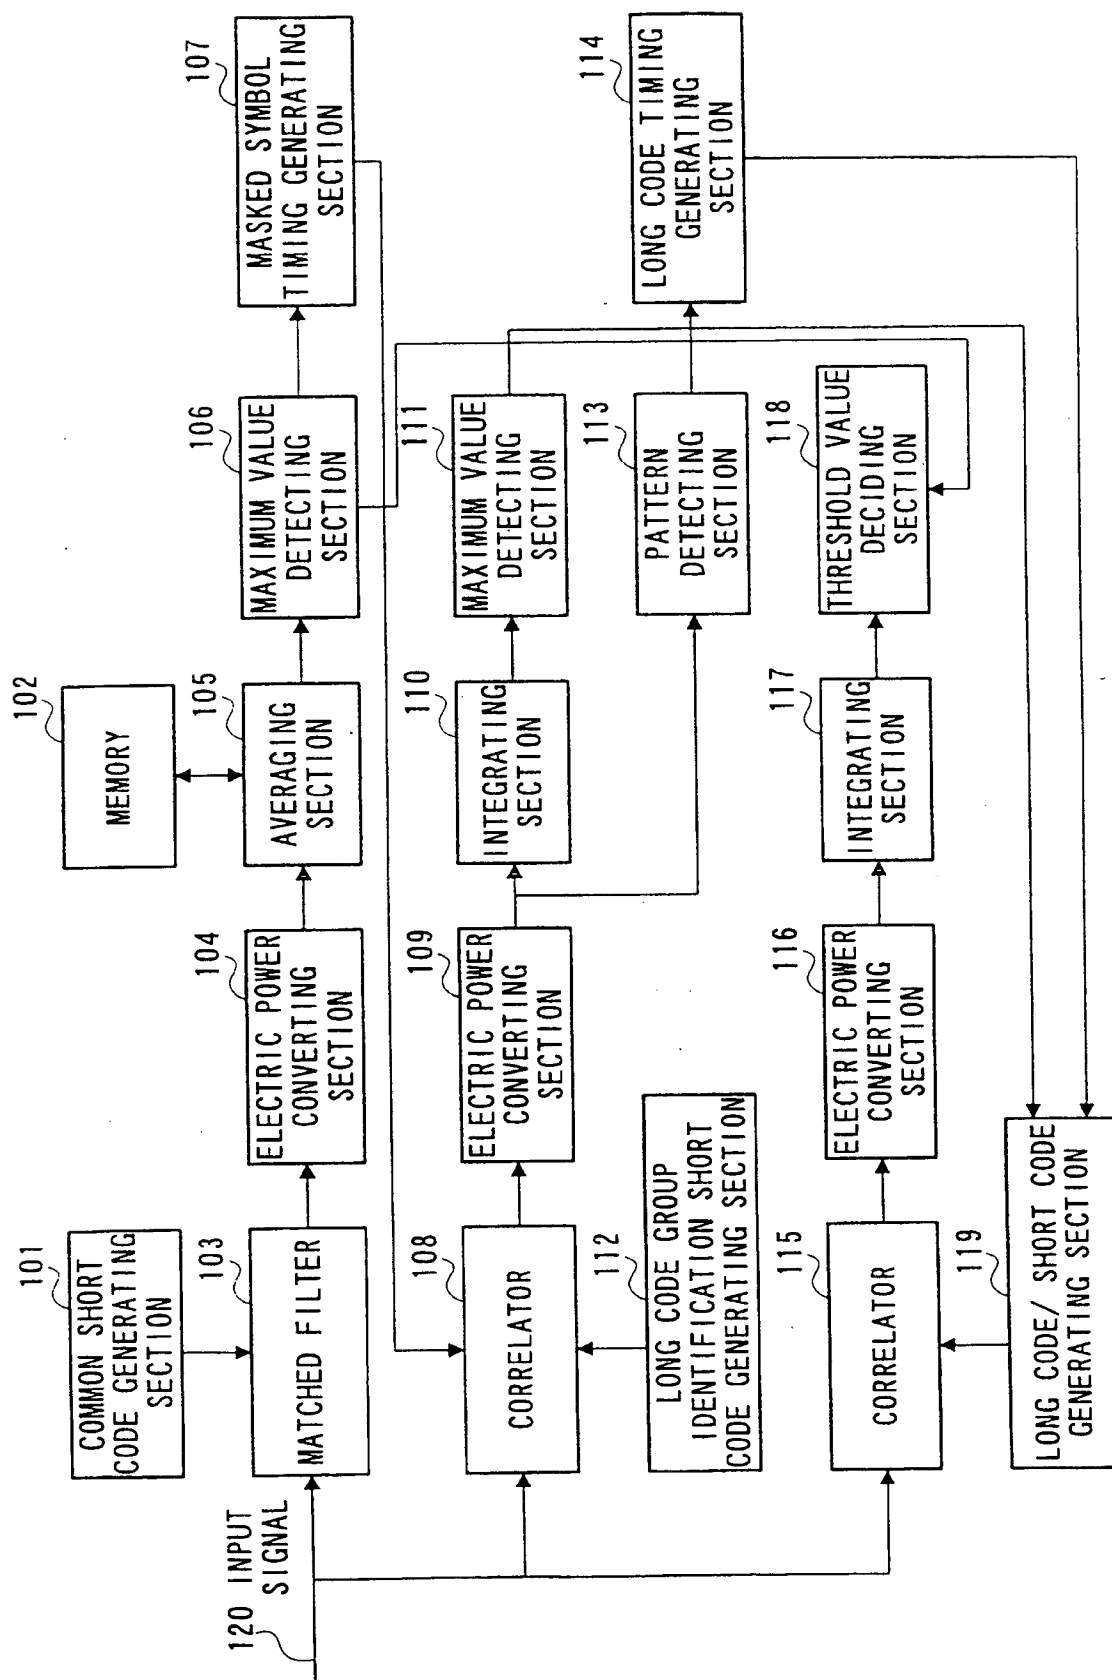 101
COMMON SHORT
CODE GENERATING
SECTION
102
MEMORY
107
MASKED SYMBOL
TIMING GENERATING
SECTION
120 INPUT
SIGNAL
103
MATCHED FILTER
104
ELECTRIC POWER
CONVERTING
SECTION
105
AVERAGING
SECTION
106
MAXIMUM VALUE
DETECTING
SECTION
108
CORRELATOR
109
ELECTRIC POWER
CONVERTING
SECTION
110
INTEGRATING
SECTION
111
MAXIMUM VALUE
DETECTING
SECTION
112
LONG CODE GROUP
IDENTIFICATION SHORT
CODE GENERATING SECTION
113
PATTERN
DETECTING
SECTION
114
LONG CODE TIMING
GENERATING
SECTION
115
CORRELATOR
116
ELECTRIC POWER
CONVERTING
SECTION
117
INTEGRATING
SECTION
118
THRESHOLD VALUE
DECIDING
SECTION
119
LONG CODE/ SHORT CODE
GENERATING SECTION